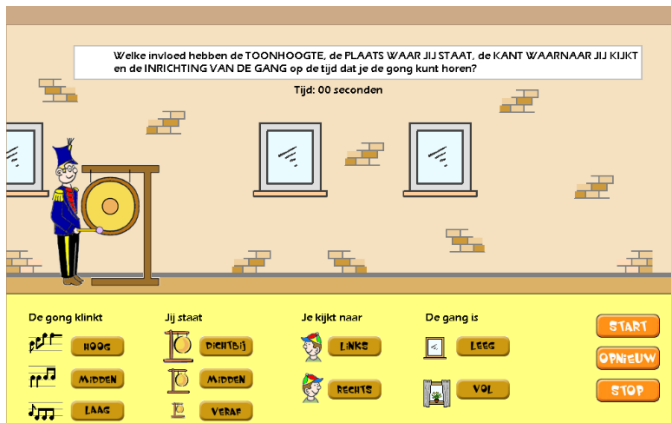 Welke invloed hebben de TOONHOOGTE, de PLAATS WAAR JIJ STAAT, de KANT WAARNAAR JIJ KIJKT
en de INRICHTING VAN DE GANG op de tijd dat je de gong kunt horen?
Tijd: 00 seconden
De gong klinkt
HOOG
MIDDEN
LAAG
Jij staat
DICHTBIJ
MIDDEN
VERAF
Je kijkt naar
LINKS
RECHTS
De gang is
LEEG
VOL
START
OPNIEUW
STOP